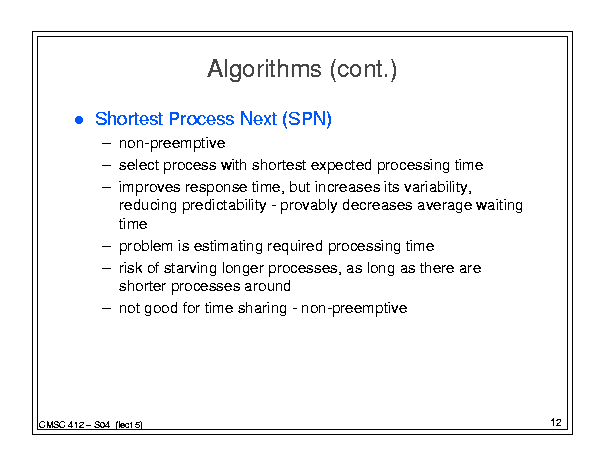 Algorithms (cont.)
● Shortest Process Next (SPN)
– non-preemptive
– select process with shortest expected processing time
– improves response time, but increases its variability,
reducing predictability - provably decreases average waiting
time
– problem is estimating required processing time
– risk of starving longer processes, as long as there are
shorter processes around
– not good for time sharing - non-preemptive
CMSC 412 – S04 (lect 5)
12